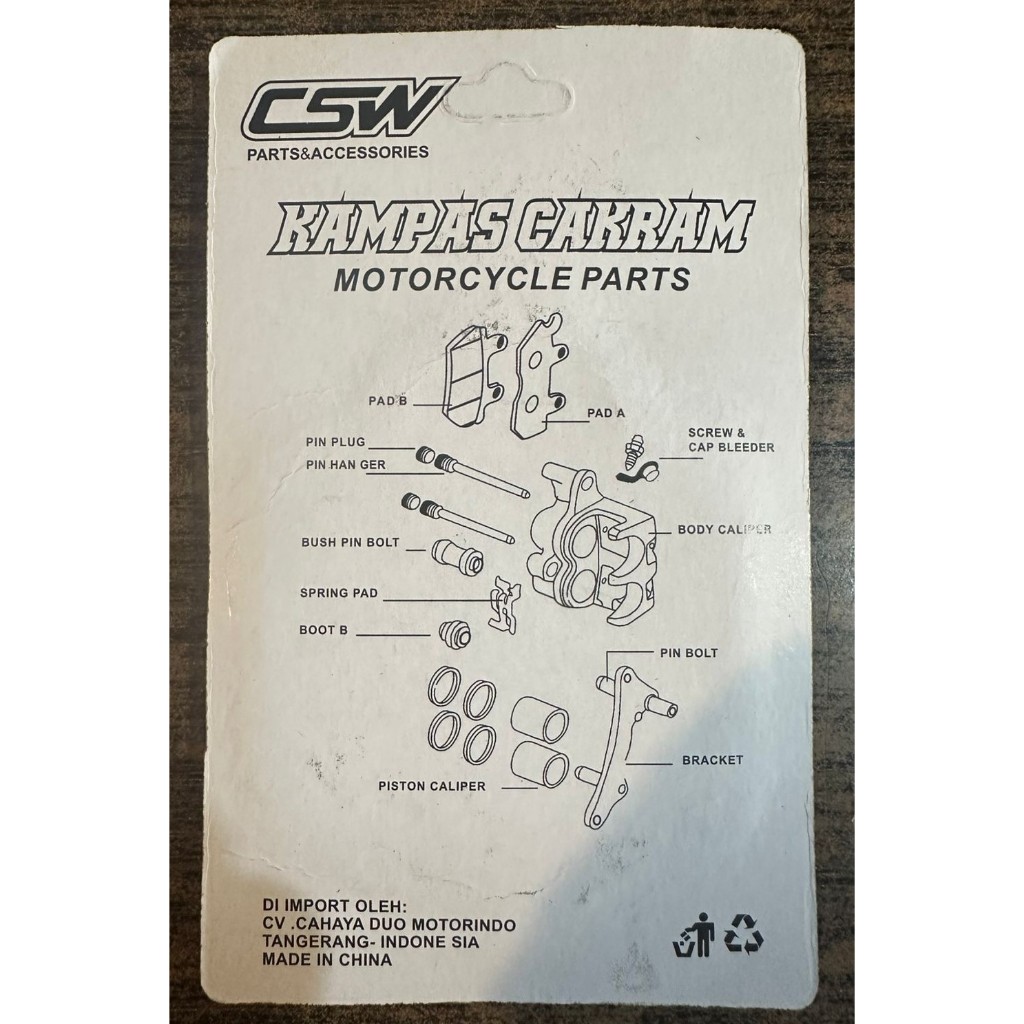 CSW
PARTS&ACCESSORIES
KAMPAS CAKRAM
MOTORCYCLE PARTS
PAD B
PAD A
PIN PLUG
PIN HAN GER
SCREW &
CAP BLEEDER
BODY CALIPER
BUSH PIN BOLT
SPRING PAD
BOOT B
PIN BOLT
BRACKET
PISTON CALIPER
DI IMPORT OLEH:
CV .CAHAYA DUO MOTORINDO
TANGERANG- INDONE SIA
MADE IN CHINA